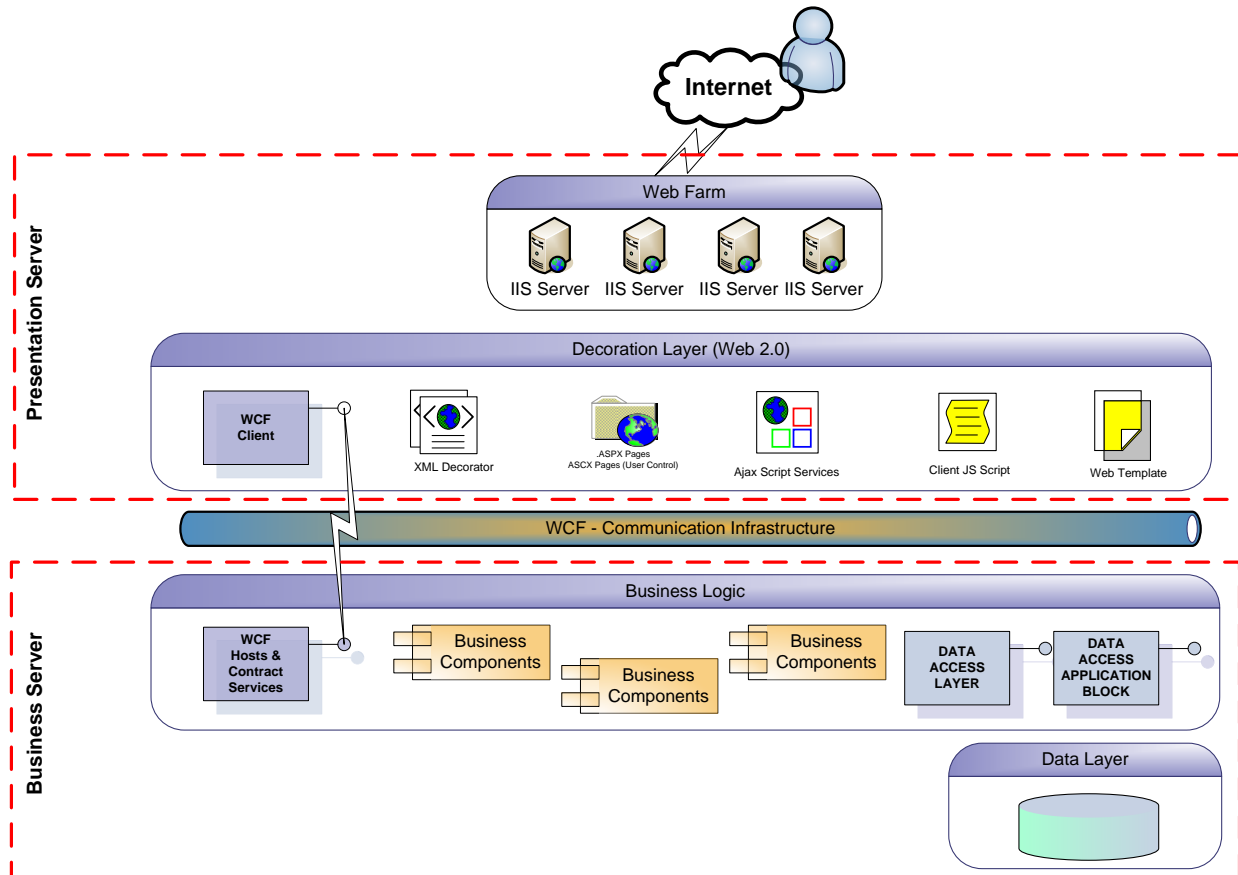 Internet
Presentation Server
Web Farm
IIS Server IIS Server IIS Server IIS Server
Decoration Layer (Web 2.0)
WCF
Client
XML Decorator
.ASPX Pages
ASCX Pages (User Control)
Ajax Script Services
Client JS Script
Web Template
WCF - Communication Infrastructure
Business Server
Business Logic
WCF
Hosts &
Contract
Services
Business
Components
Business
Components
Business
Components
DATA
ACCESS
LAYER
DATA
ACCESS
APPLICATION
BLOCK
Data Layer